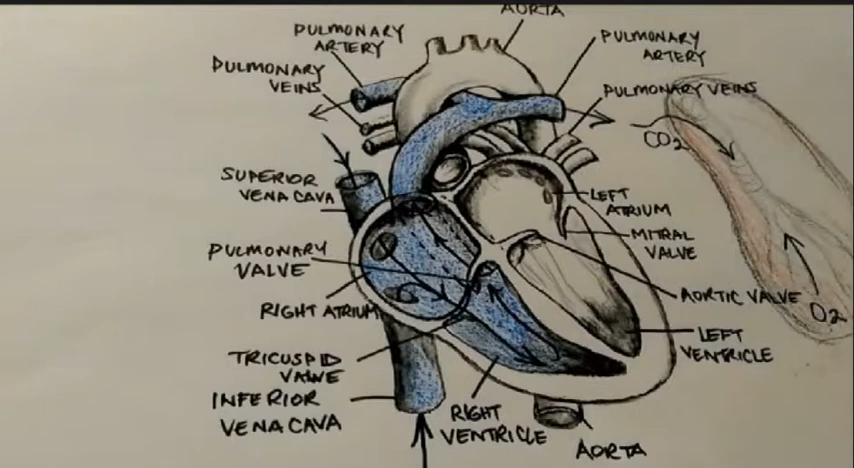 AORTA
PULMONARY
ARTERY
PULMONARY
ARTERY
PULMONARY
VEINS
PULMONARY VEINS
CO2
SUPERIOR
VENA CAVA
LEFT
ATRIUM
MITRAL
VALVE
PULMONARY
VALVE
AORTIC VALVE
O2
RIGHT ATRIUM
LEFT
VENTRICLE
TRICUSPID
VALVE
INFERIOR
VENA CAVA
RIGHT
VENTRICLE
AORTA